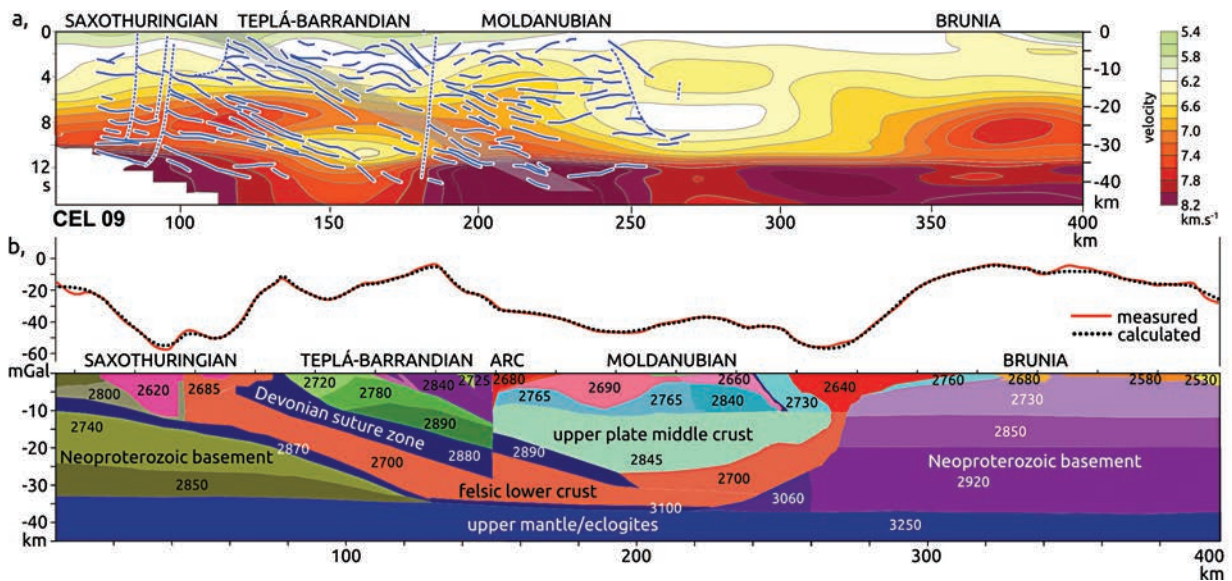 a, SAXOTHURINGIAN TEPLÁ-BARRANDIAN MOLDANUBIAN BRUNIA
0 0 5.4
5.8
4 -10 6.2
-20 6.6
8 7.0
-30 7.4
12 7.8
s -40 8.2
velocity
km km.s⁻¹
CEL 09 100 150 200 250 300 350 400
km
b,
0
-20
-40
-60
mGal
measured
calculated
SAXOTHURINGIAN TEPLÁ-BARRANDIAN ARC MOLDANUBIAN BRUNIA
2800 2620 2685 2720 2780 2840 2725 2680 2765 2690 2765 2660 2840 2730 2640 2760 2680 2730 2580 2530
-10
2740 Devonian suture zone 2890 upper plate middle crust 2850
-20
2870 2880 2890
Neoproterozoic basement 2700 2845 2700 Neoproterozoic basement
2850 felsic lower crust 2920
-30
3100 3060
-40 upper mantle/eclogites 3250
km
100 200 300 400
km